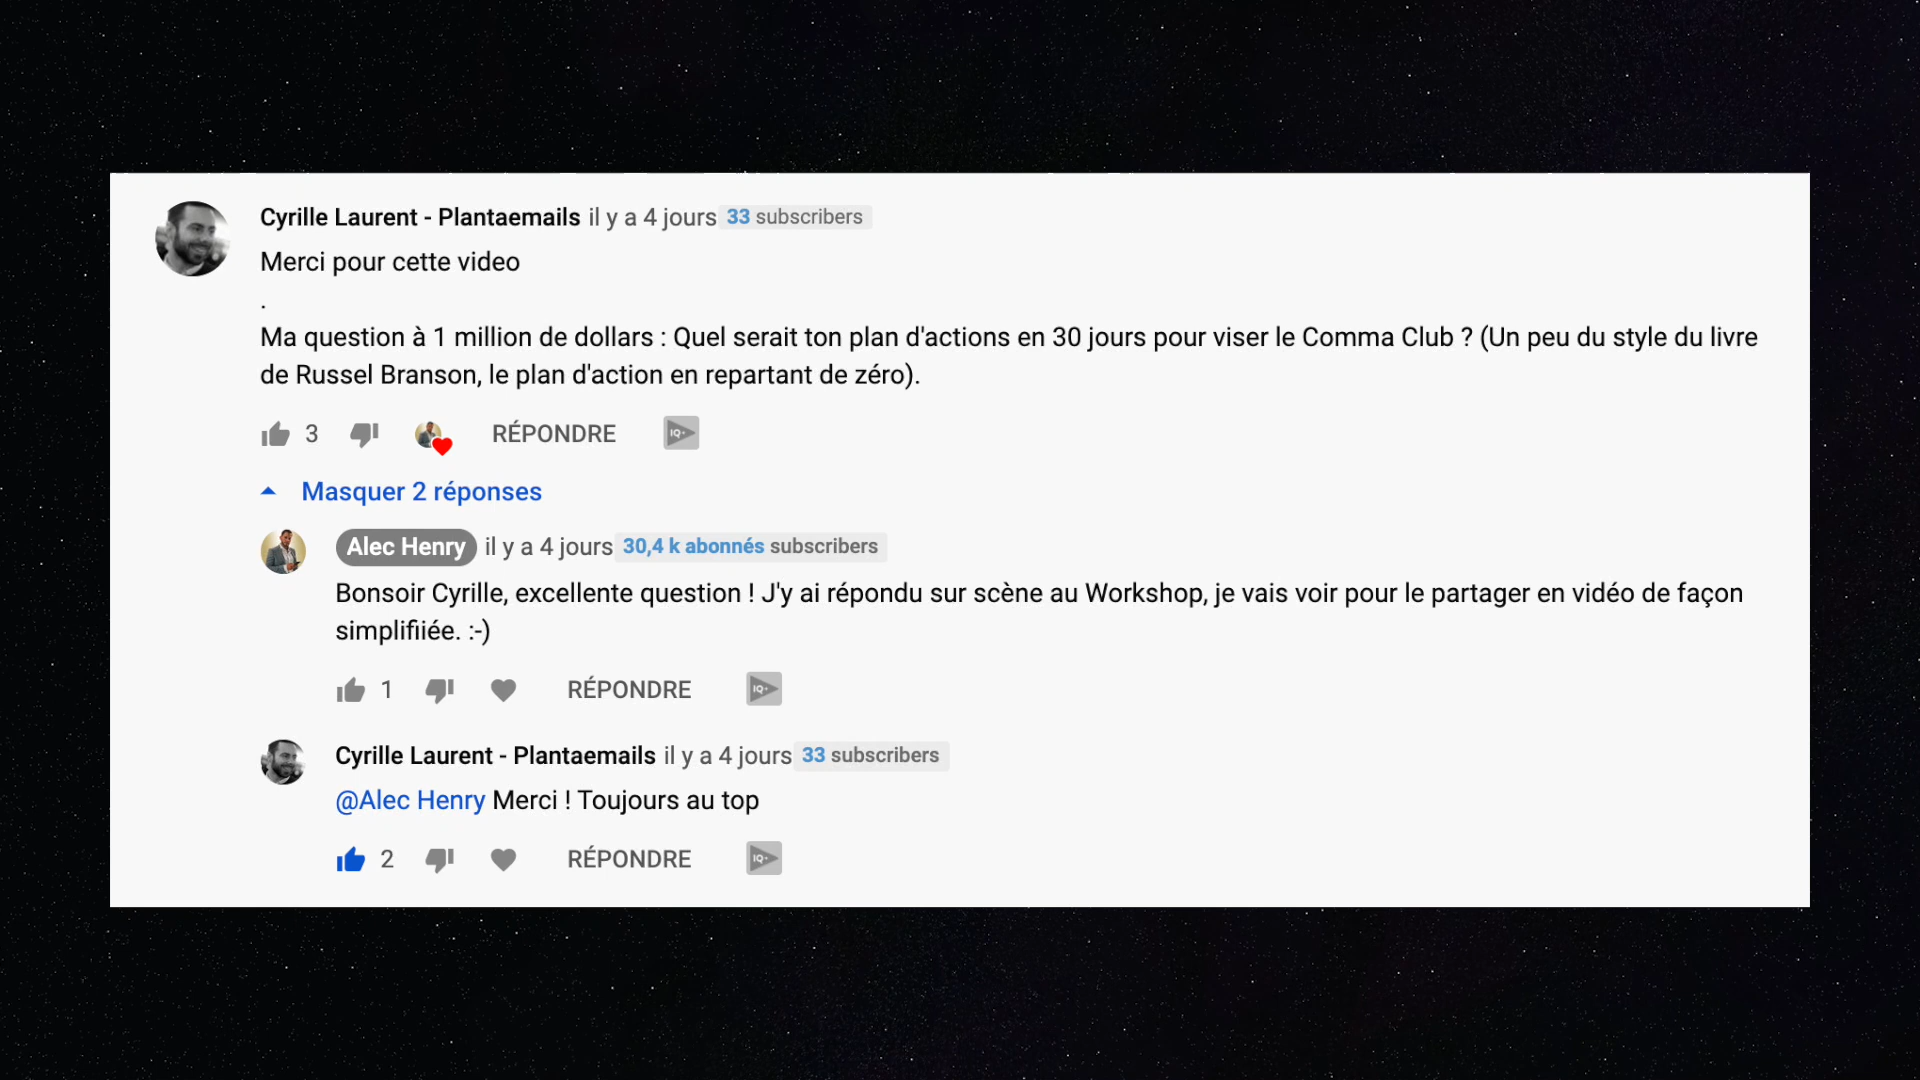 Cyrille Laurent - Plantaemails il y a 4 jours 33 subscribers
Merci pour cette video
.
Ma question à 1 million de dollars : Quel serait ton plan d'actions en 30 jours pour viser le Comma Club ? (Un peu du style du livre
de Russel Branson, le plan d'action en repartant de zéro).
3 RÉPONDRE IQ+
Masquer 2 réponses
Alec Henry il y a 4 jours 30,4 k abonnés subscribers
Bonsoir Cyrille, excellente question ! J'y ai répondu sur scène au Workshop, je vais voir pour le partager en vidéo de façon
simplifiiée. :-)
1 RÉPONDRE IQ+
Cyrille Laurent - Plantaemails il y a 4 jours 33 subscribers
@Alec Henry Merci ! Toujours au top
2 RÉPONDRE IQ+